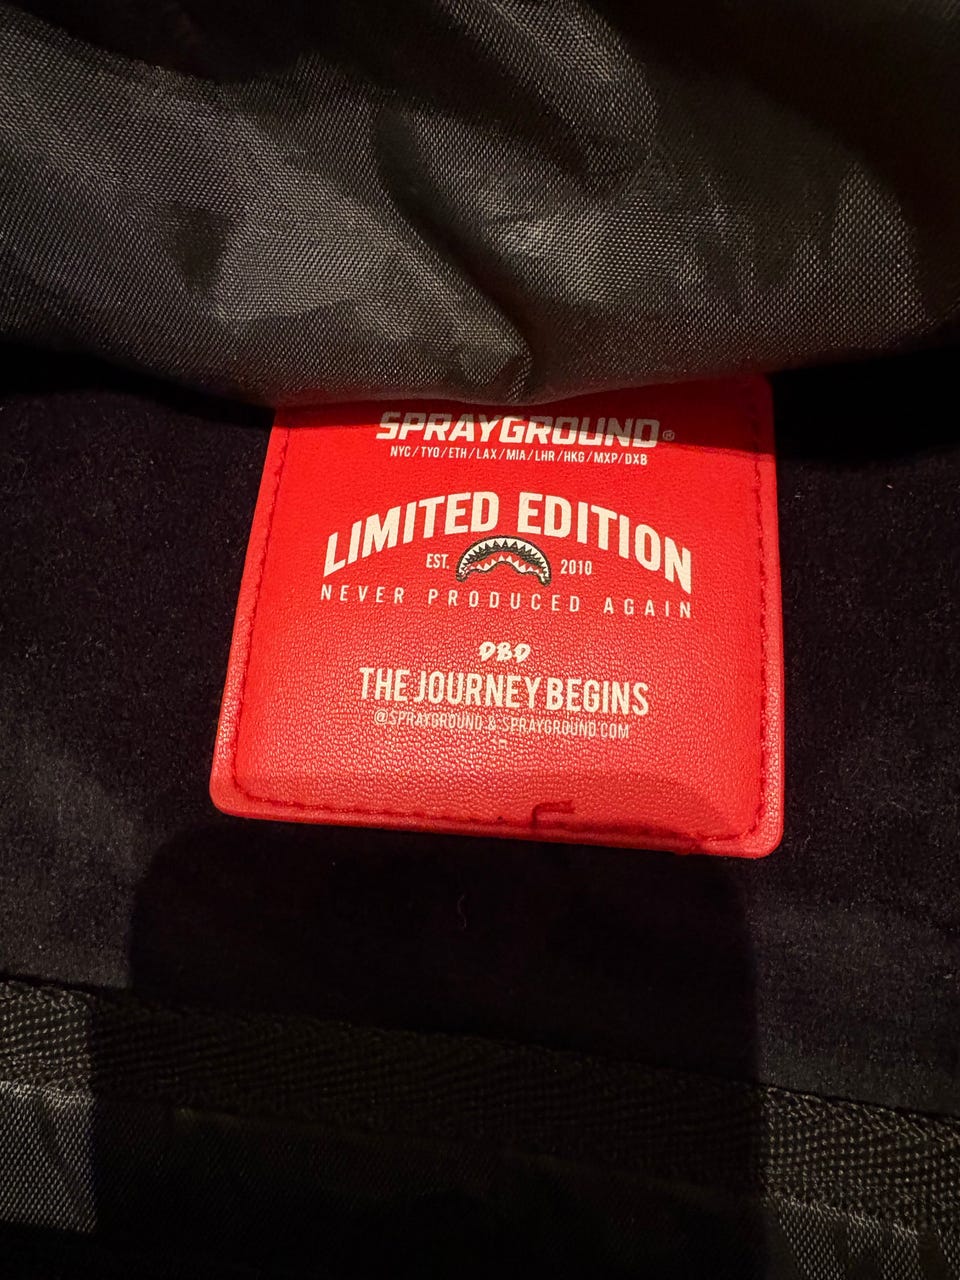 SPRAYGROUND®
NYC/TYO/ETH/LAX/MIA/LHR/HKG/MXP/DXB
LIMITED EDITION
EST. 2010
NEVER PRODUCED AGAIN
DBD
THE JOURNEY BEGINS
@SPRAYGROUND & SPRAYGROUND.COM